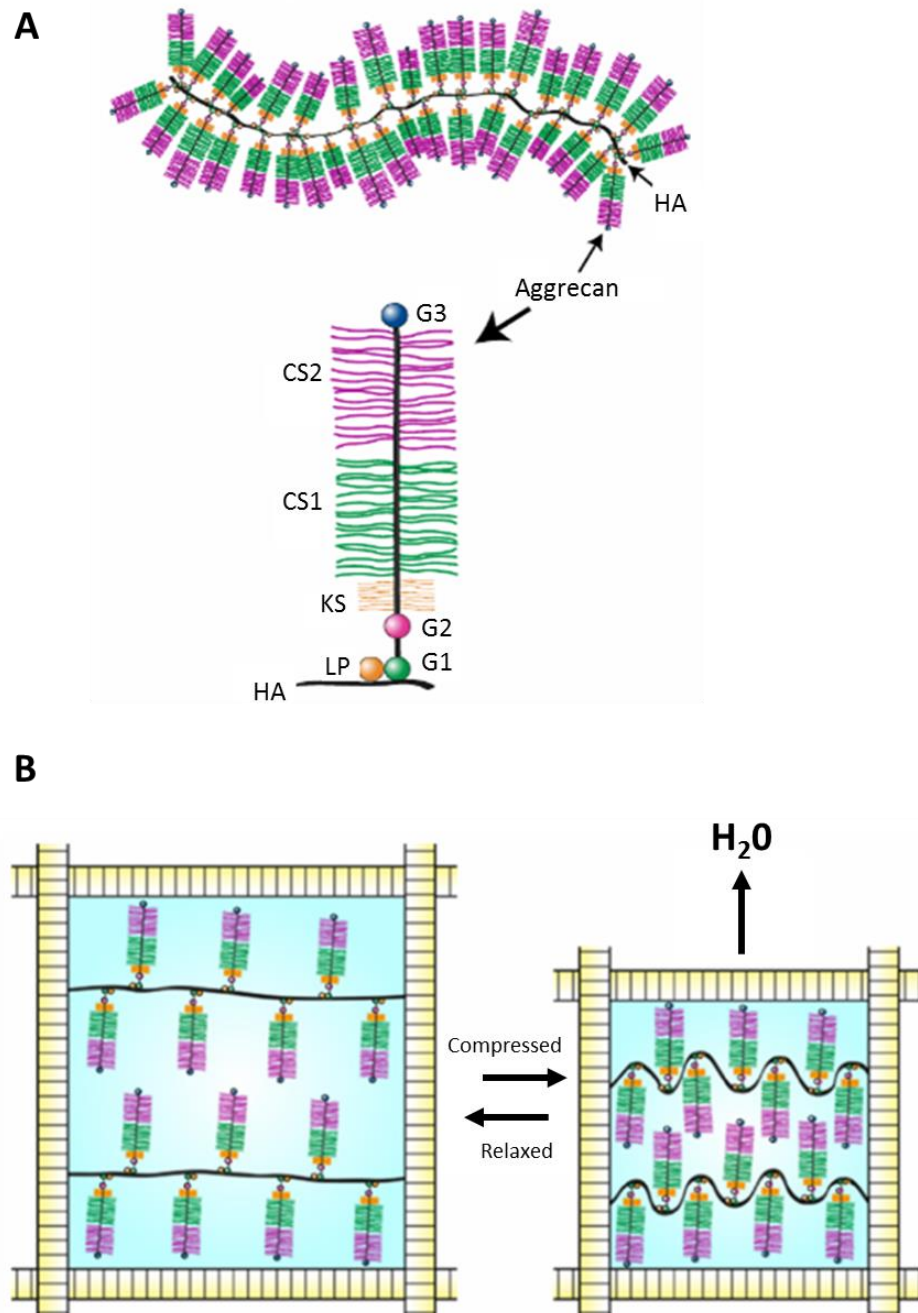 A
HA
Aggrecan
G3
CS2
CS1
KS
G2
LP
G1
HA
B
H₂0
Compressed
Relaxed